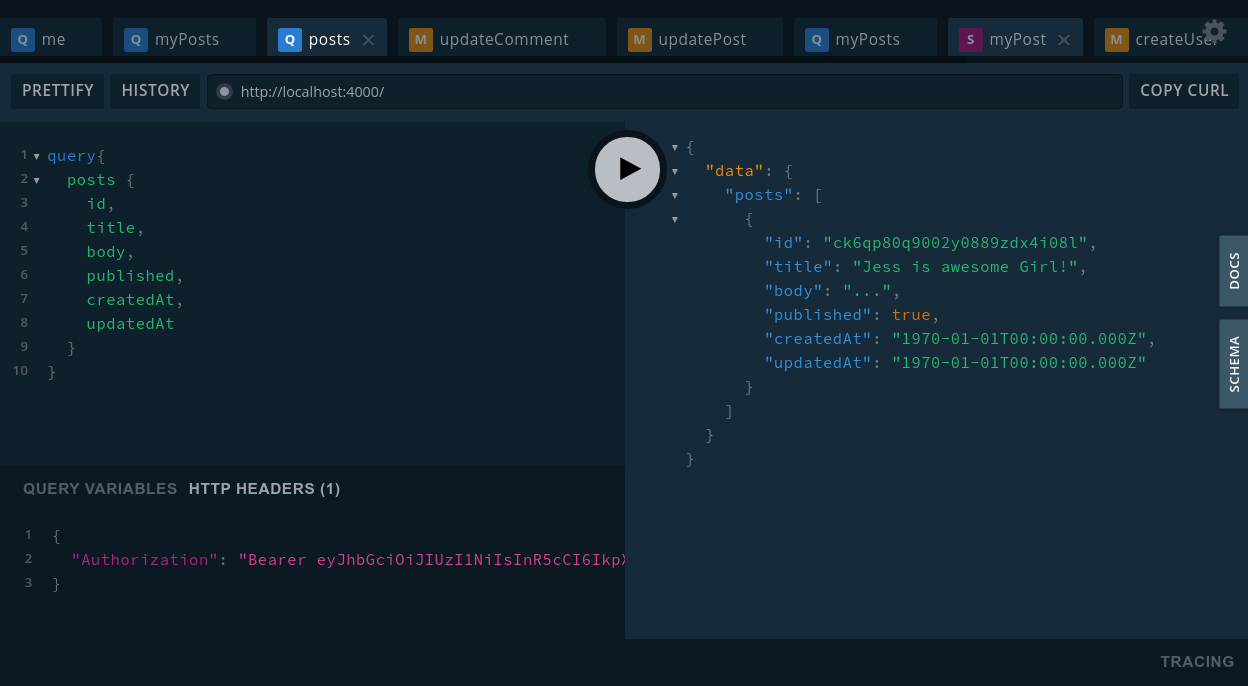 Q me Q myPosts Q posts M updateComment M updatePost Q myPosts S myPost M createUser
PRETTIFY HISTORY http://localhost:4000/ COPY CURL
1 query{
2 posts {
3 id,
4 title,
5 body,
6 published,
7 createdAt,
8 updatedAt
9 }
10 }
{
"data": {
"posts": [
{
"id": "ck6qp80q9002y0889zdx4i08l",
"title": "Jess is awesome Girl!",
"body": "...",
"published": true,
"createdAt": "1970-01-01T00:00:00.000Z",
"updatedAt": "1970-01-01T00:00:00.000Z"
}
]
}
}
DOCS
SCHEMA
QUERY VARIABLES HTTP HEADERS (1)
1 {
2 "Authorization": "Bearer eyJhbGciOiJIUzI1NiIsInR5cCI6IkpX
3 }
TRACING